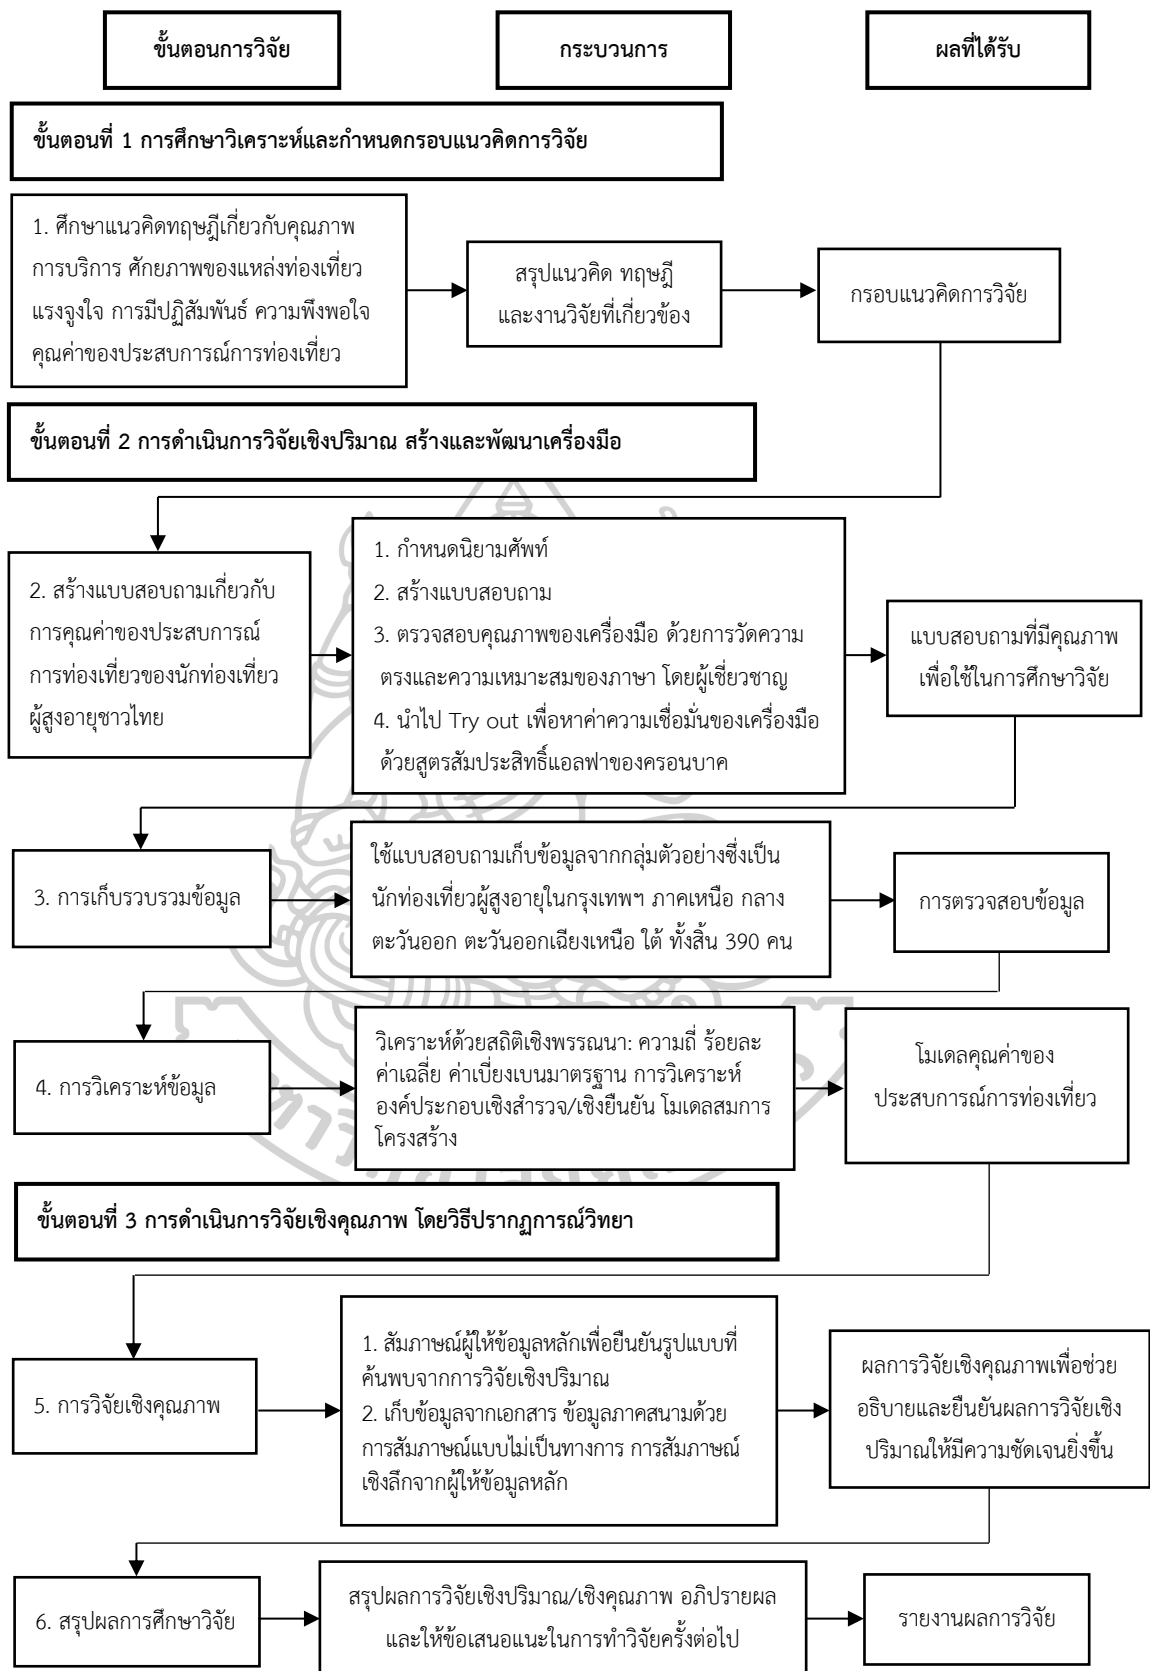 ขั้นตอนการวิจัย
กระบวนการ
ผลที่ได้รับ
ขั้นตอนที่ 1 การศึกษาวิเคราะห์และกำหนดกรอบแนวคิดการวิจัย
1. ศึกษาแนวคิดทฤษฎีเกี่ยวกับคุณภาพ
การบริการ ศักยภาพของแหล่งท่องเที่ยว
แรงจูงใจ การมีปฏิสัมพันธ์ ความพึงพอใจ
คุณค่าของประสบการณ์การท่องเที่ยว
สรุปแนวคิด ทฤษฎี
และงานวิจัยที่เกี่ยวข้อง
กรอบแนวคิดการวิจัย
ขั้นตอนที่ 2 การดำเนินการวิจัยเชิงปริมาณ สร้างและพัฒนาเครื่องมือ
2. สร้างแบบสอบถามเกี่ยวกับ
การคุณค่าของประสบการณ์
การท่องเที่ยวของนักท่องเที่ยว
ผู้สูงอายุชาวไทย
1. กำหนดนิยามศัพท์
2. สร้างแบบสอบถาม
3. ตรวจสอบคุณภาพของเครื่องมือ ด้วยการวัดความ
ตรงและความเหมาะสมของภาษา โดยผู้เชี่ยวชาญ
4. นำไป Try out เพื่อหาค่าความเชื่อมั่นของเครื่องมือ
ด้วยสูตรสัมประสิทธิ์แอลฟาของครอนบาค
แบบสอบถามที่มีคุณภาพ
เพื่อใช้ในการศึกษาวิจัย
3. การเก็บรวบรวมข้อมูล
ใช้แบบสอบถามเก็บข้อมูลจากกลุ่มตัวอย่างซึ่งเป็น
นักท่องเที่ยวผู้สูงอายุในกรุงเทพฯ ภาคเหนือ กลาง
ตะวันออก ตะวันออกเฉียงเหนือ ใต้ ทั้งสิ้น 390 คน
การตรวจสอบข้อมูล
4. การวิเคราะห์ข้อมูล
วิเคราะห์ด้วยสถิติเชิงพรรณนา: ความถี่ ร้อยละ
ค่าเฉลี่ย ค่าเบี่ยงเบนมาตรฐาน การวิเคราะห์
องค์ประกอบเชิงสำรวจ/เชิงยืนยัน โมเดลสมการ
โครงสร้าง
โมเดลคุณค่าของ
ประสบการณ์การท่องเที่ยว
ขั้นตอนที่ 3 การดำเนินการวิจัยเชิงคุณภาพ โดยวิธีปรากฏการณ์วิทยา
5. การวิจัยเชิงคุณภาพ
1. สัมภาษณ์ผู้ให้ข้อมูลหลักเพื่อยืนยันรูปแบบที่
ค้นพบจากการวิจัยเชิงปริมาณ
2. เก็บข้อมูลจากเอกสาร ข้อมูลภาคสนามด้วย
การสัมภาษณ์แบบไม่เป็นทางการ การสัมภาษณ์
เชิงลึกจากผู้ให้ข้อมูลหลัก
ผลการวิจัยเชิงคุณภาพเพื่อช่วย
อธิบายและยืนยันผลการวิจัยเชิง
ปริมาณให้มีความชัดเจนยิ่งขึ้น
6. สรุปผลการศึกษาวิจัย
สรุปผลการวิจัยเชิงปริมาณ/เชิงคุณภาพ อภิปรายผล
และให้ข้อเสนอแนะในการทำวิจัยครั้งต่อไป
รายงานผลการวิจัย